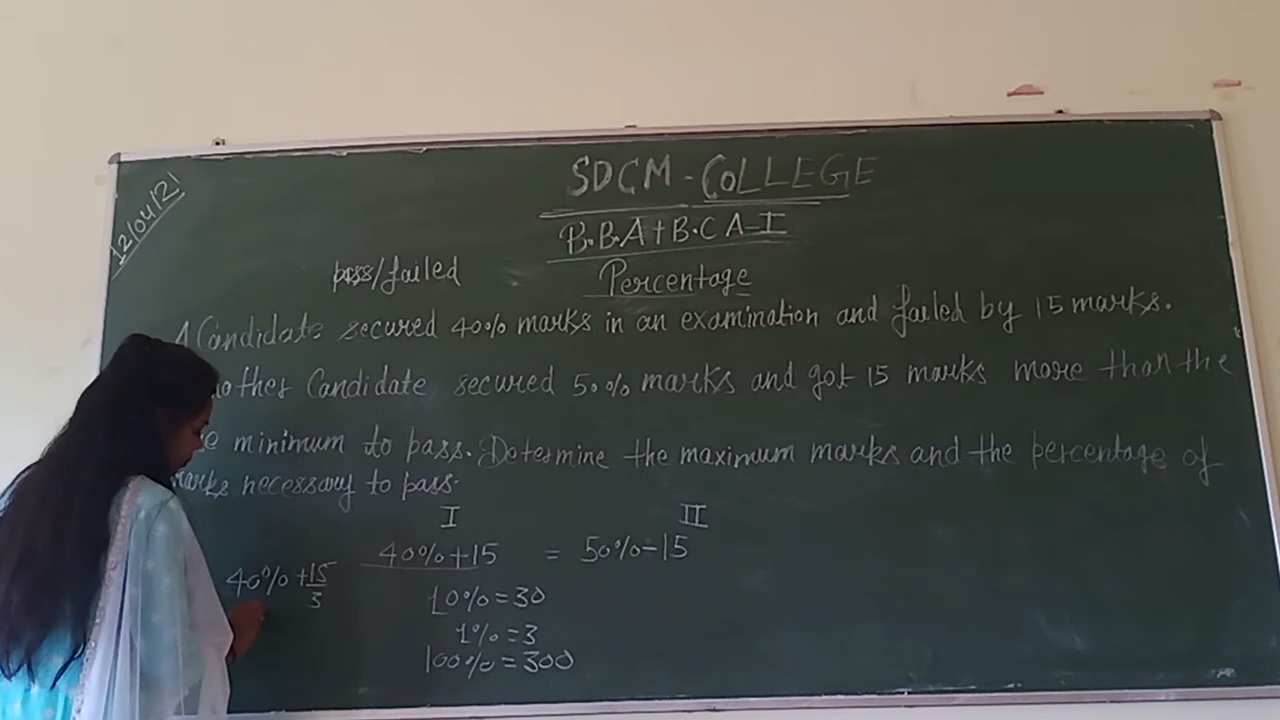 12/04/21
SDCM-COLLEGE
B.B.A+B.C A-I
pass/failed
Percentage
A Candidate secured 40% marks in an examination and failed by 15 marks.
Candidate secured 50% marks and got 15 marks more than the
minimum to pass. Determine the maximum marks and the percentage of
marks necessary to pass.
I II
40%+15 = 50%-15
40% +15/3
10%=30
1%=3
100%=300